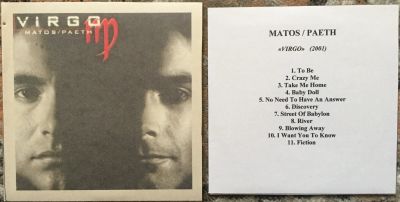 ViRGO
MATOS/PAETH
MATOS / PAETH
«VIRGO» (2001)
1. To Be
2. Crazy Me
3. Take Me Home
4. Baby Doll
5. No Need To Have An Answer
6. Discovery
7. Street Of Babylon
8. River
9. Blowing Away
10. I Want You To Know
11. Fiction